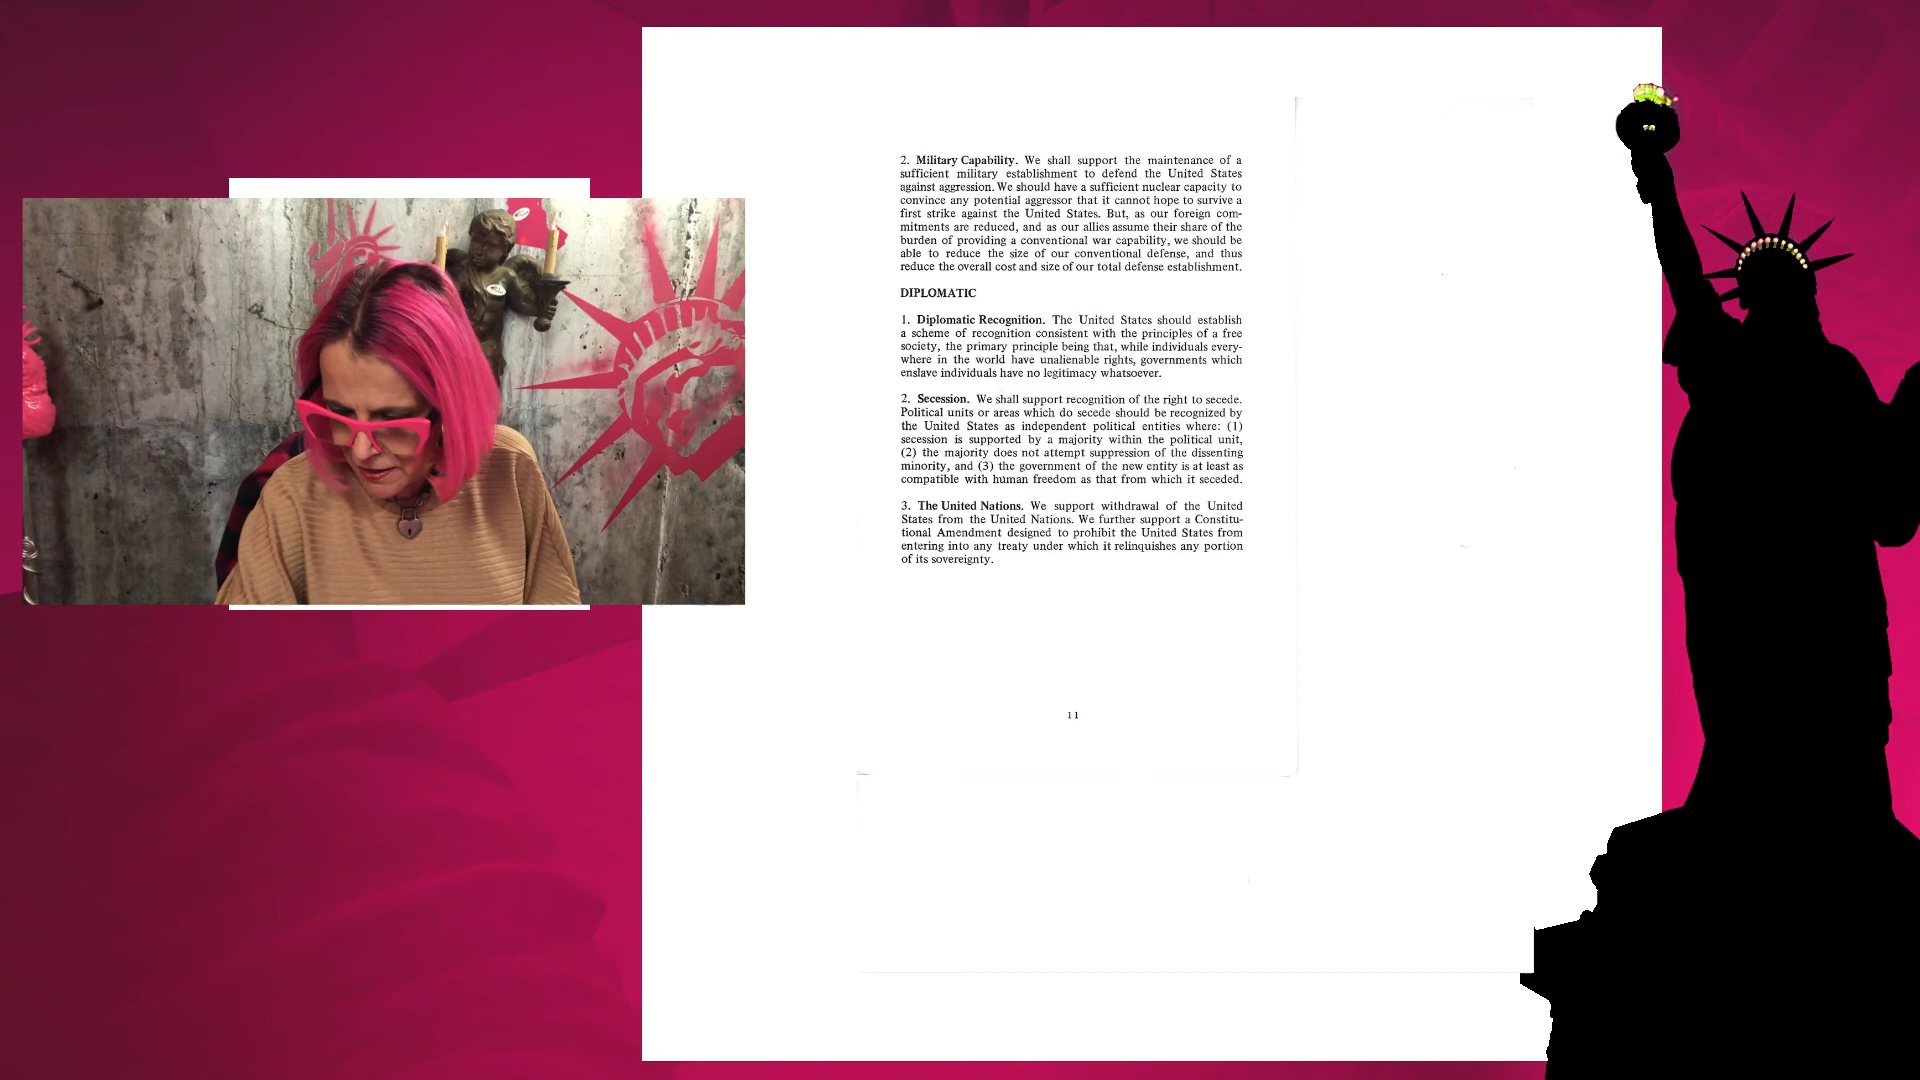 2. Military Capability. We shall support the maintenance of a
sufficient military establishment to defend the United States
against aggression. We should have a sufficient nuclear capacity to
convince any potential aggressor that it cannot hope to survive a
first strike against the United States. But, as our foreign com-
mitments are reduced, and as our allies assume their share of the
burden of providing a conventional war capability, we should be
able to reduce the size of our conventional defense, and thus
reduce the overall cost and size of our total defense establishment.
DIPLOMATIC
1. Diplomatic Recognition. The United States should establish
a scheme of recognition consistent with the principles of a free
society, the primary principle being that, while individuals every-
where in the world have unalienable rights, governments which
enslave individuals have no legitimacy whatsoever.
2. Secession. We shall support recognition of the right to secede.
Political units or areas which do secede should be recognized by
the United States as independent political entities where: (1)
secession is supported by a majority within the political unit,
(2) the majority does not attempt suppression of the dissenting
minority, and (3) the government of the new entity is at least as
compatible with human freedom as that from which it seceded.
3. The United Nations. We support withdrawal of the United
States from the United Nations. We further support a Constitu-
tional Amendment designed to prohibit the United States from
entering into any treaty under which it relinquishes any portion
of its sovereignty.
11